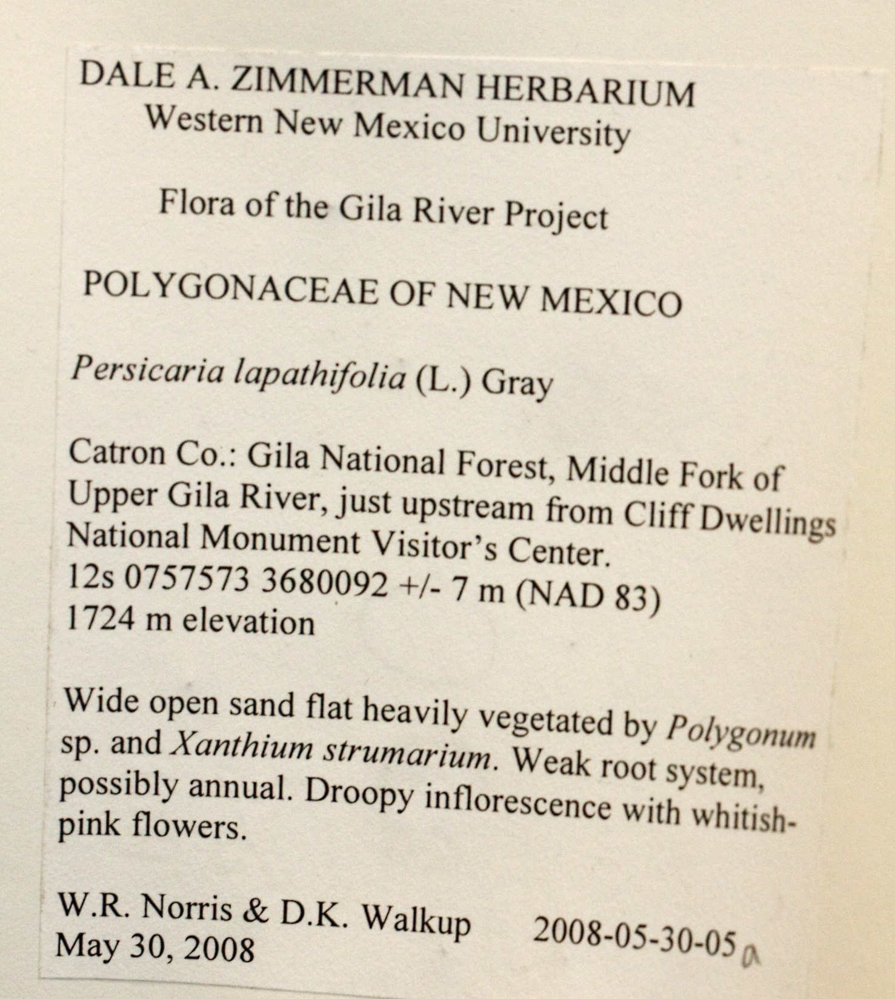 DALE A. ZIMMERMAN HERBARIUM
Western New Mexico University
Flora of the Gila River Project
POLYGONACEAE OF NEW MEXICO
Persicaria lapathifolia (L.) Gray
Catron Co.: Gila National Forest, Middle Fork of
Upper Gila River, just upstream from Cliff Dwellings
National Monument Visitor’s Center.
12s 0757573 3680092 +/- 7 m (NAD 83)
1724 m elevation
Wide open sand flat heavily vegetated by Polygonum
sp. and Xanthium strumarium. Weak root system,
possibly annual. Droopy inflorescence with whitish-
pink flowers.
W.R. Norris & D.K. Walkup 2008-05-30-05a
May 30, 2008